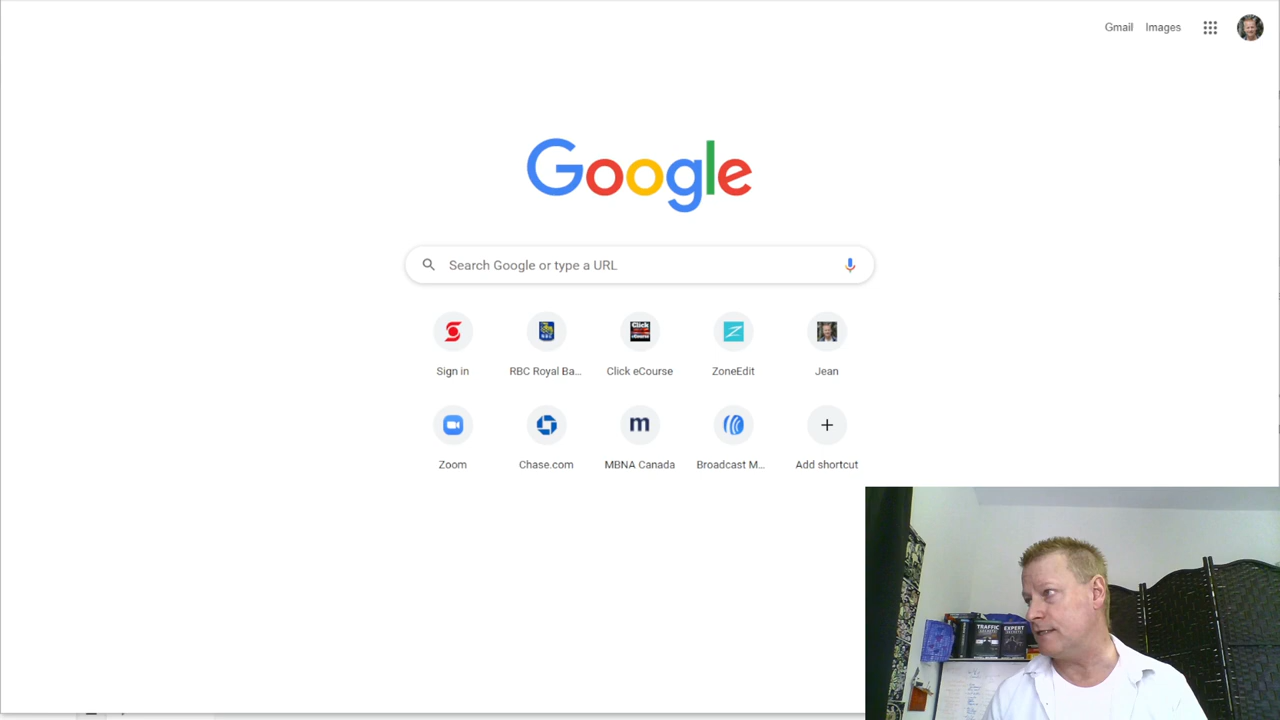 Gmail Images
Google
Search Google or type a URL
Sign in RBC Royal Ba... Click eCourse ZoneEdit Jean
Zoom Chase.com MBNA Canada Broadcast M...  Add shortcut
TRAFFIC EXPERT